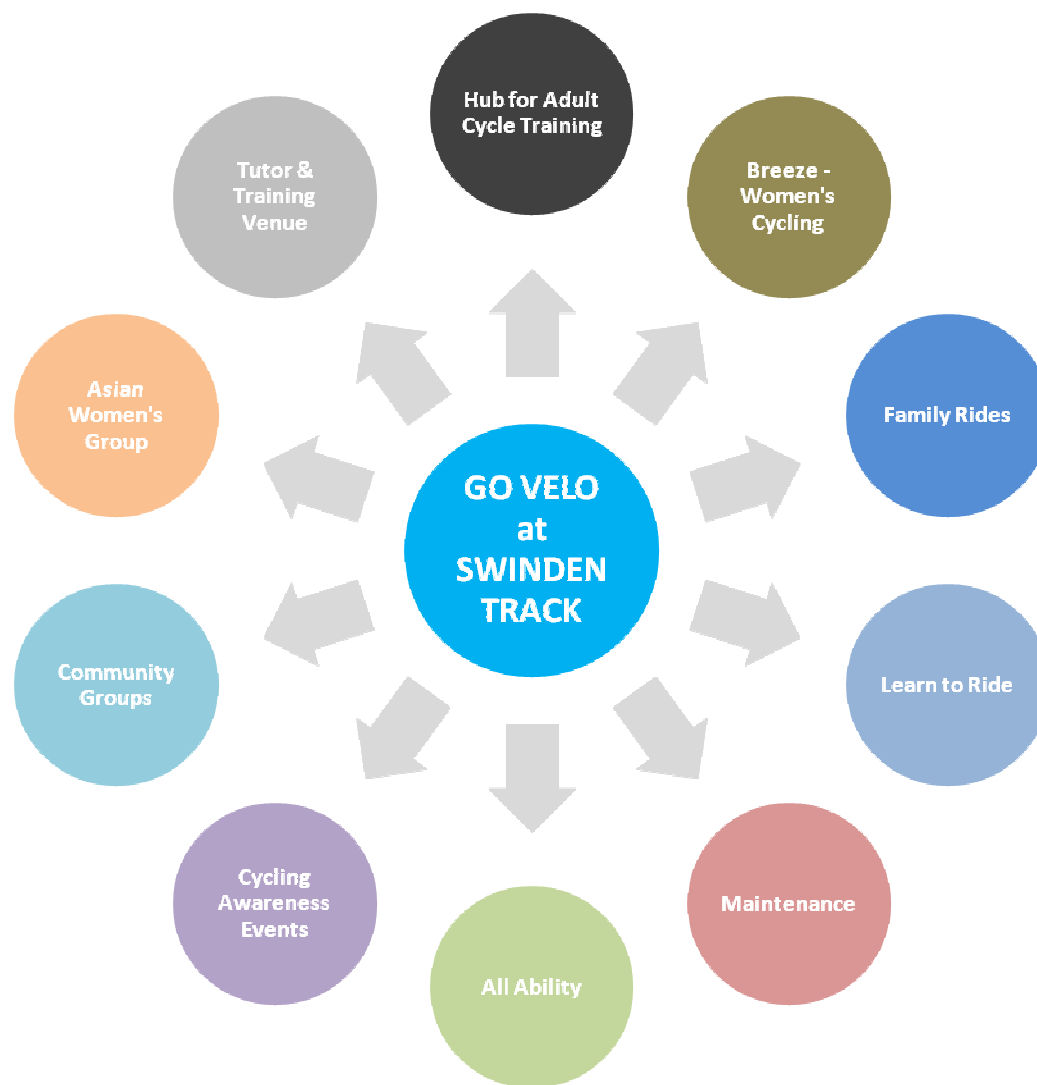 Hub for Adult
Cycle Training
Breeze -
Women's
Cycling
Family Rides
Learn to Ride
Maintenance
All Ability
Cycling
Awareness
Events
Community
Groups
Asian
Women's
Group
Tutor &
Training
Venue
GO VELO
at
SWINDEN
TRACK